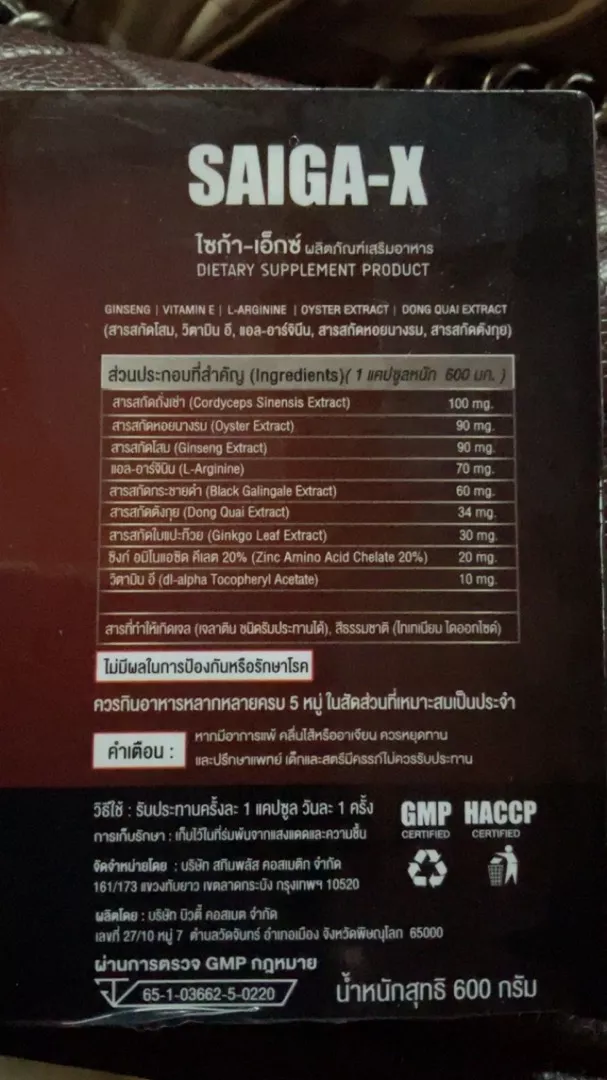 SAIGA-X
ไซก้า-เอ็กซ์ ผลิตภัณฑ์เสริมอาหาร
DIETARY SUPPLEMENT PRODUCT
GINSENG | VITAMIN E | L-ARGININE | OYSTER EXTRACT | DONG QUAI EXTRACT
(สารสกัดโสม, วิตามิน อี, แอล-อาร์จินีน, สารสกัดหอยนางรม, สารสกัดตังกุย)
ส่วนประกอบที่สำคัญ (Ingredients)( 1 แคปซูลหนัก 600 มก. )
สารสกัดถั่งเช่า (Cordyceps Sinensis Extract) 100 mg.
สารสกัดหอยนางรม (Oyster Extract) 90 mg.
สารสกัดโสม (Ginseng Extract) 90 mg.
แอล-อาร์จินีน (L-Arginine) 70 mg.
สารสกัดกระชายดำ (Black Galingale Extract) 60 mg.
สารสกัดตังกุย (Dong Quai Extract) 34 mg.
สารสกัดใบแปะก๊วย (Ginkgo Leaf Extract) 30 mg.
ซิงก์ อมิโนแอซิด คีเลต 20% (Zinc Amino Acid Chelate 20%) 20 mg.
วิตามิน อี (dl-alpha Tocopheryl Acetate) 10 mg.
สารที่ทำให้เกิดเจล (เจลาติน ชนิดรับประทานได้), สีธรรมชาติ (ไทเทเนียม ไดออกไซด์)
ไม่มีผลในการป้องกันหรือรักษาโรค
ควรกินอาหารหลากหลายครบ 5 หมู่ ในสัดส่วนที่เหมาะสมเป็นประจำ
คำเตือน : หากมีอาการแพ้ คลื่นไส้หรืออาเจียน ควรหยุดทาน
และปรึกษาแพทย์ เด็กและสตรีมีครรภ์ไม่ควรรับประทาน
วิธีใช้ : รับประทานครั้งละ 1 แคปซูล วันละ 1 ครั้ง
การเก็บรักษา : เก็บไว้ในที่ร่มพ้นจากแสงแดดและความชื้น
GMP HACCP
CERTIFIED CERTIFIED
จัดจำหน่ายโดย : บริษัท สกินพลัส คอสเมติก จำกัด
161/173 แขวงทับยาว เขตลาดกระบัง กรุงเทพฯ 10520
ผลิตโดย : บริษัท บิวตี้ คอสเมต จำกัด
เลขที่ 27/10 หมู่ 7 ตำบลวัดจันทร์ อำเภอเมือง จังหวัดพิษณุโลก 65000
ผ่านการตรวจ GMP กฎหมาย
65-1-03662-5-0220
น้ำหนักสุทธิ 600 กรัม